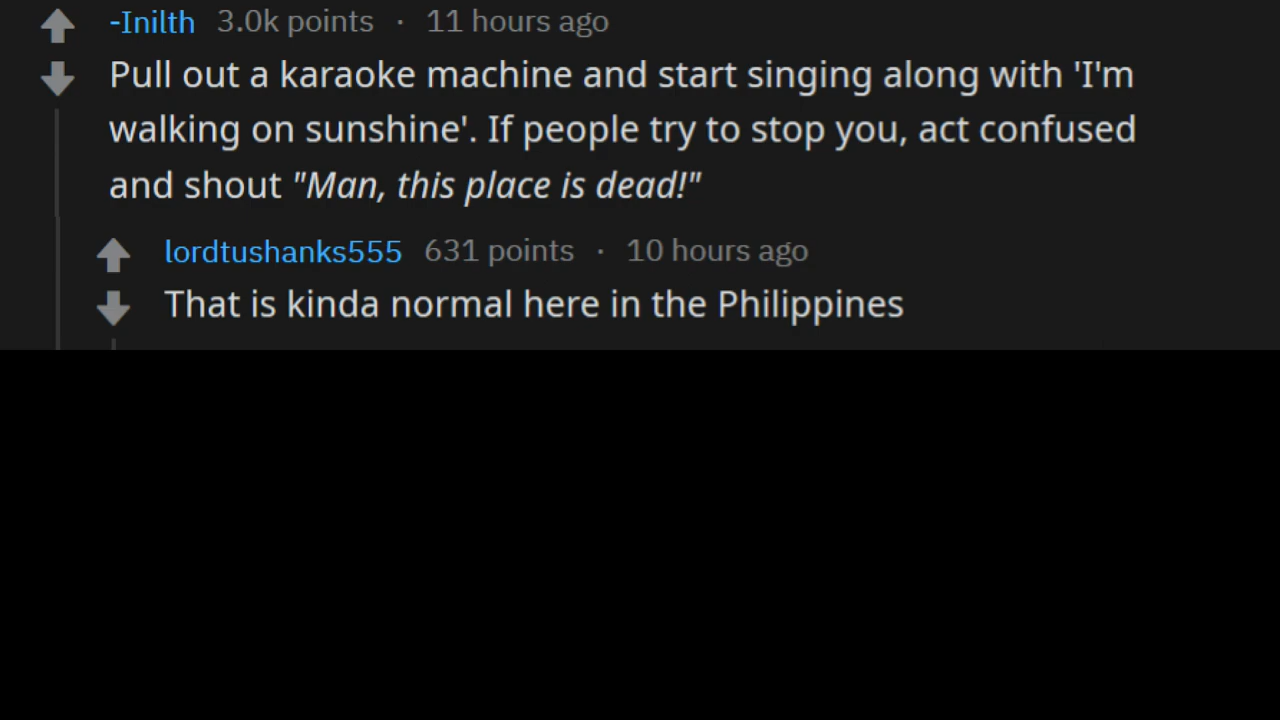 -Inilth 3.0k points · 11 hours ago
Pull out a karaoke machine and start singing along with 'I'm
walking on sunshine'. If people try to stop you, act confused
and shout "Man, this place is dead!"
lordtushanks555 631 points · 10 hours ago
That is kinda normal here in the Philippines